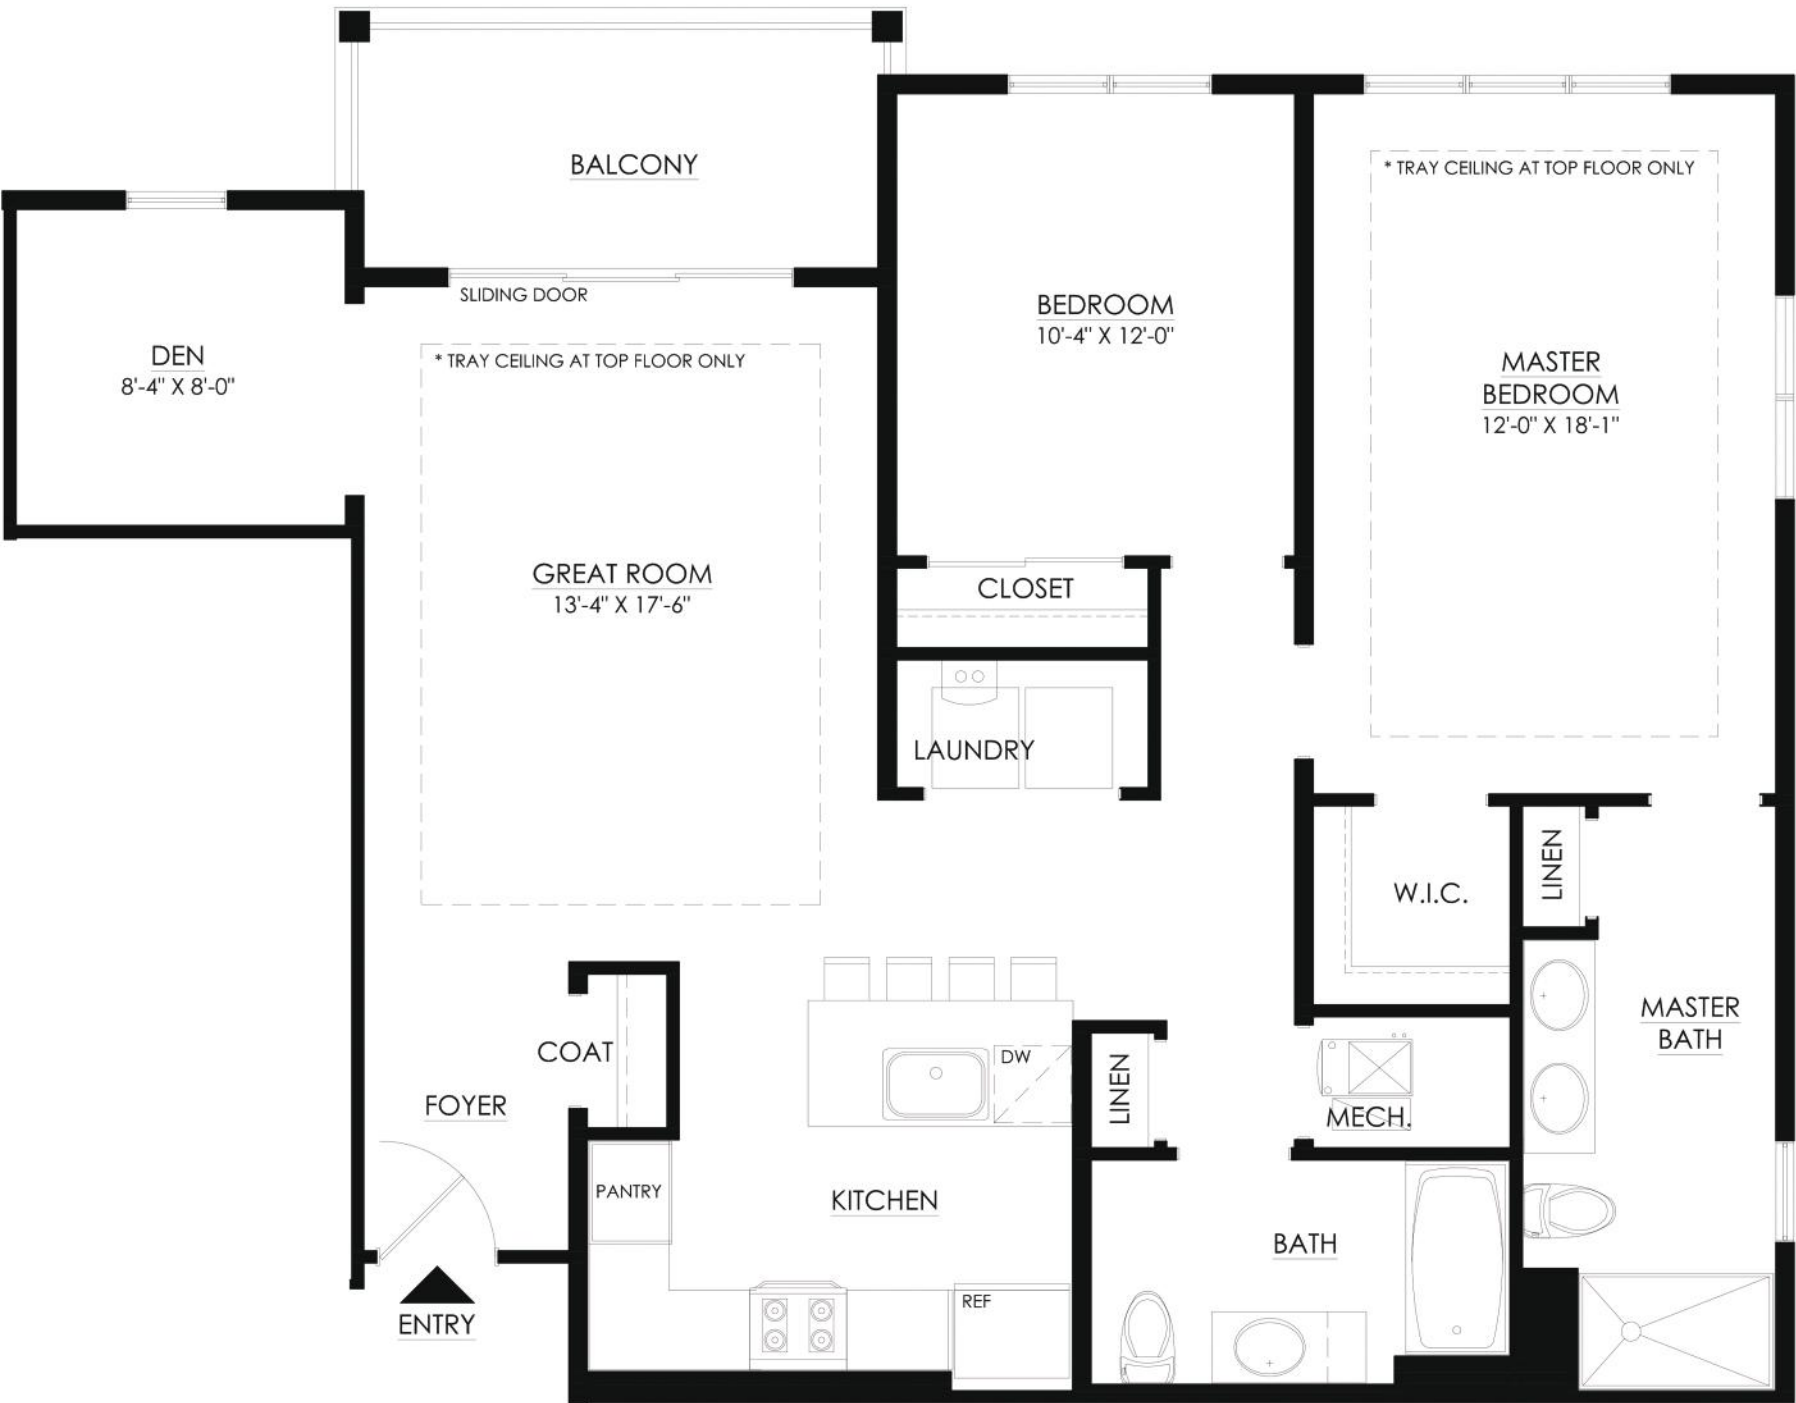 BALCONY
* TRAY CEILING AT TOP FLOOR ONLY
SLIDING DOOR
BEDROOM
10'-4" X 12'-0"
DEN
8'-4" X 8'-0"
* TRAY CEILING AT TOP FLOOR ONLY
MASTER
BEDROOM
12'-0" X 18'-1"
GREAT ROOM
13'-4" X 17'-6"
CLOSET
LAUNDRY
LINEN
W.I.C.
MASTER
BATH
COAT
DW
LINEN
FOYER
MECH.
PANTRY
KITCHEN
BATH
REF
ENTRY